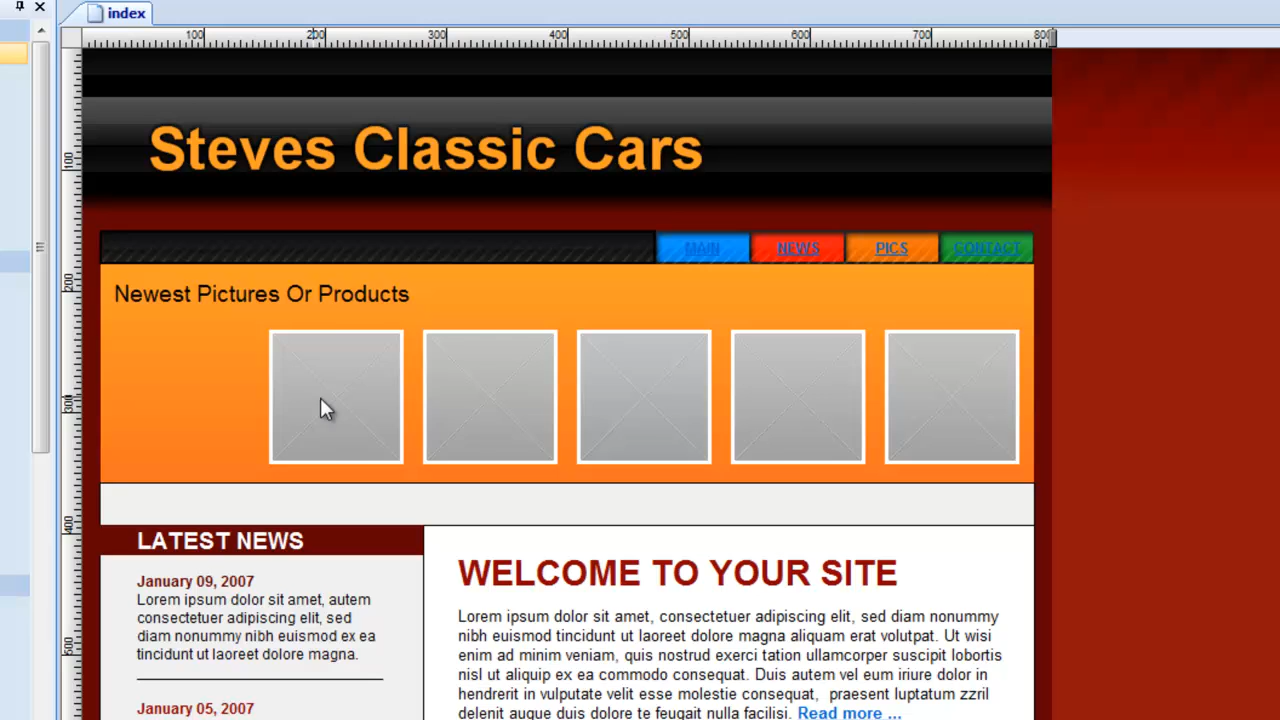 index
100 200 300 400 500 600 700 800
100
200
300
400
500
Steves Classic Cars
MAIN NEWS PICS CONTACT
Newest Pictures Or Products
LATEST NEWS
January 09, 2007
Lorem ipsum dolor sit amet, autem
consectetuer adipiscing elit, sed
diam nonummy nibh euismod ex ea
tincidunt ut laoreet dolore magna.
January 05, 2007
WELCOME TO YOUR SITE
Lorem ipsum dolor sit amet, consectetuer adipiscing elit, sed diam nonummy
nibh euismod tincidunt ut laoreet dolore magna aliquam erat volutpat. Ut wisi
enim ad minim veniam, quis nostrud exerci tation ullamcorper suscipit lobortis
nisl ut aliquip ex ea commodo consequat. Duis autem vel eum iriure dolor in
hendrerit in vulputate velit esse molestie consequat, praesent luptatum zzril
delenit augue duis dolore te feugait nulla facilisi. Read more ...